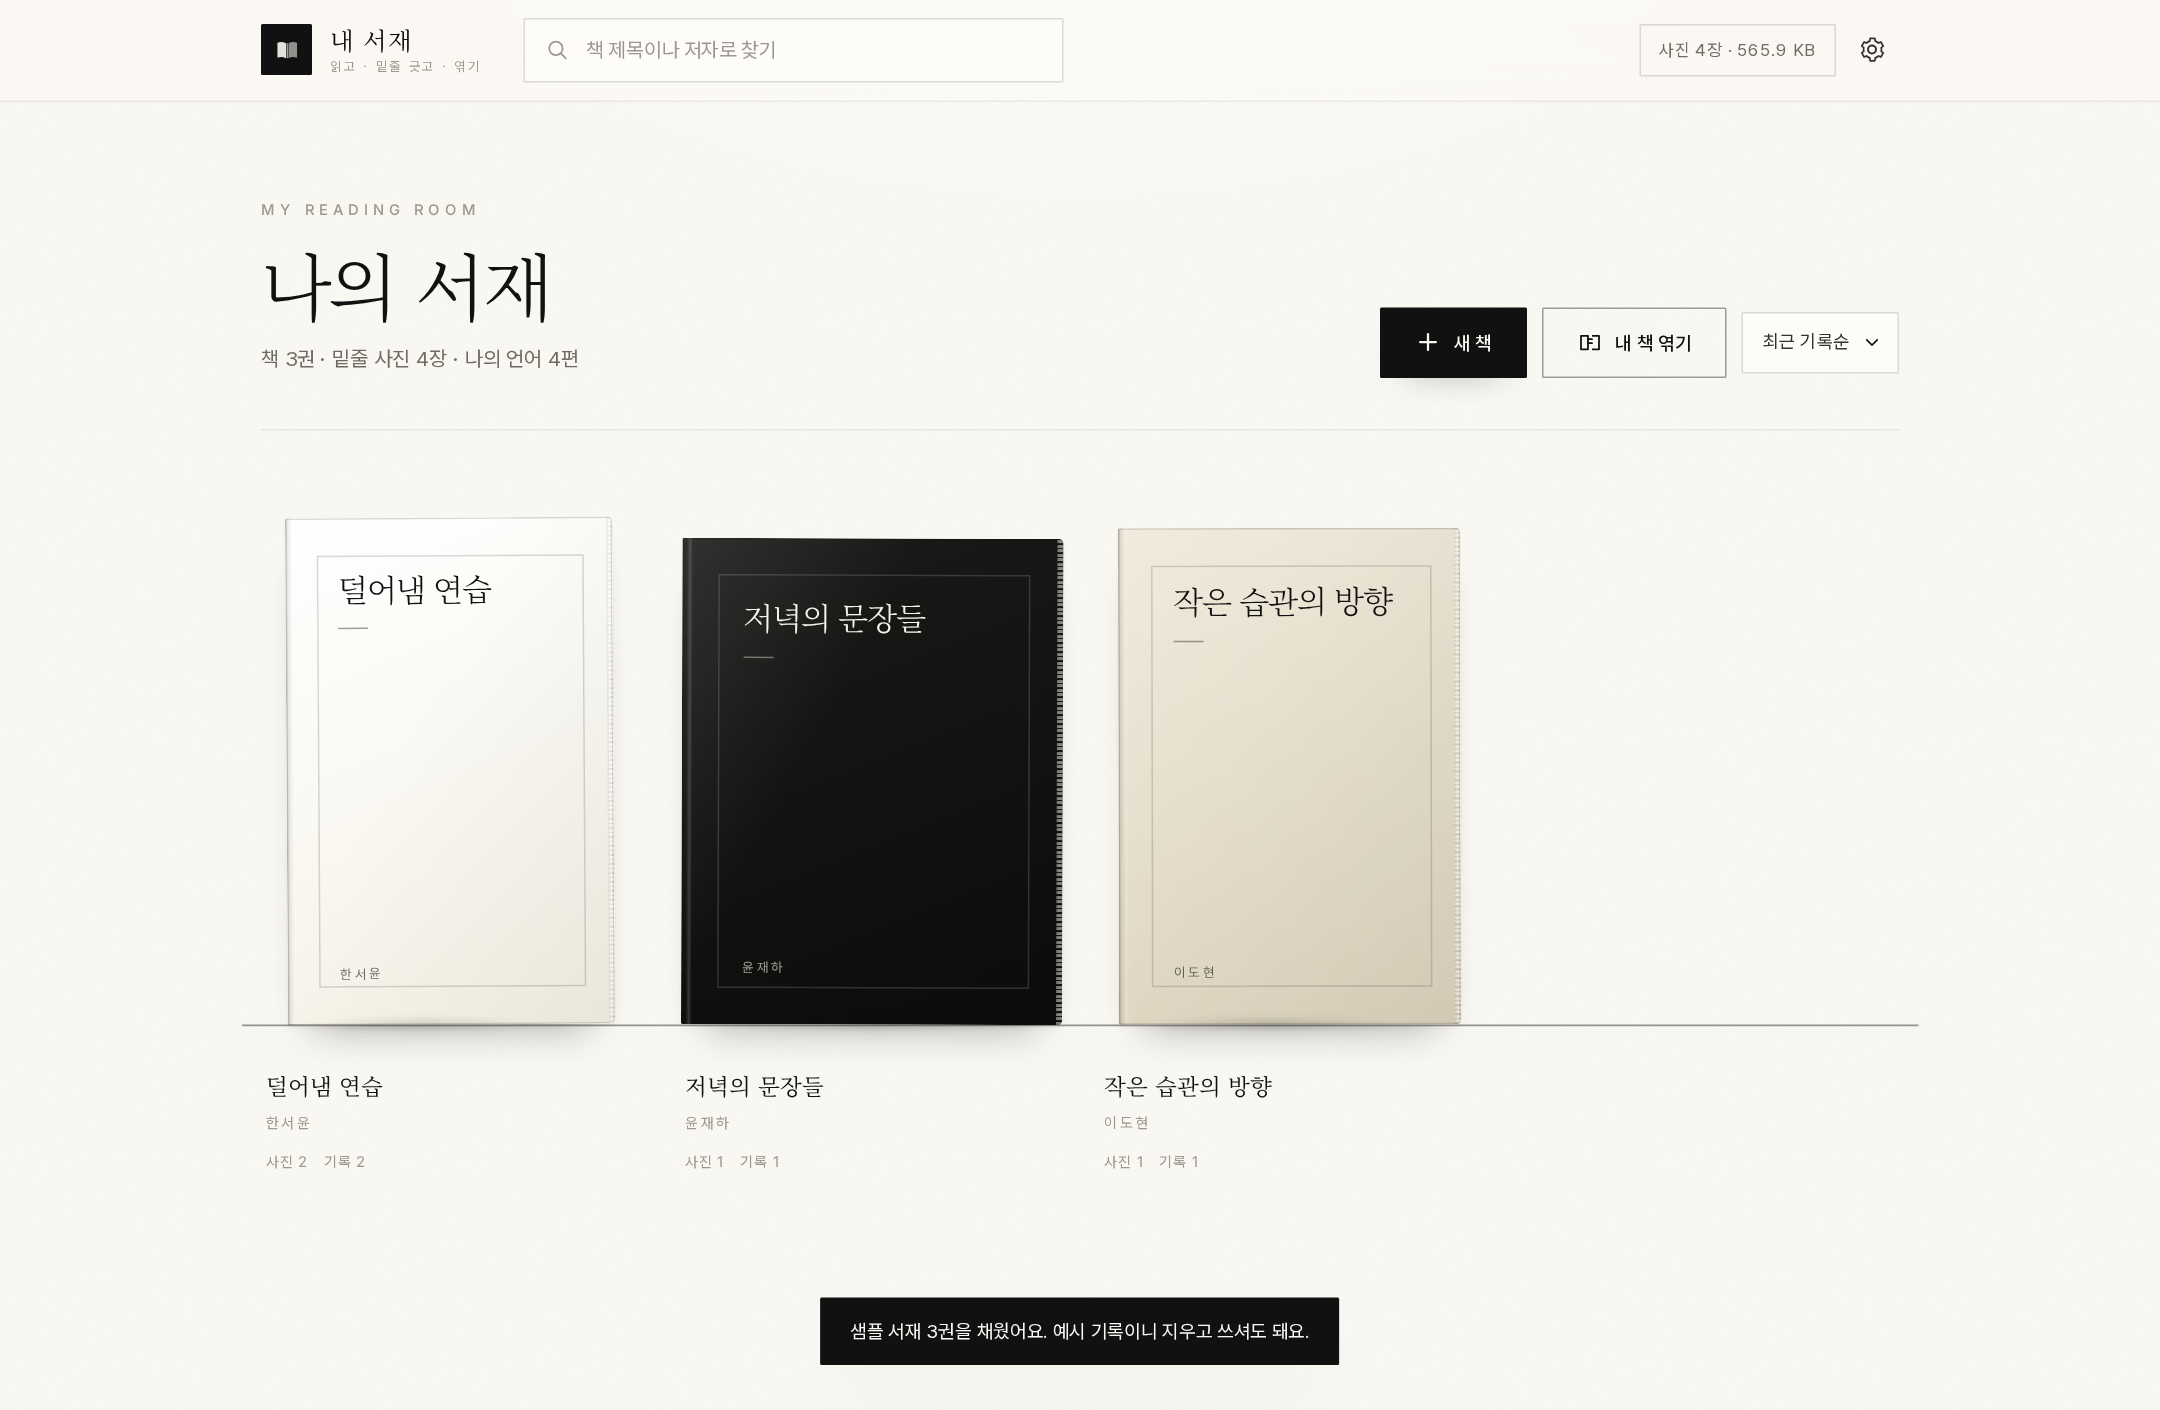 내 서재
읽고 · 밑줄 긋고 · 엮기
책 제목이나 저자로 찾기
사진 4장 · 565.9 KB
MY READING ROOM
나의 서재
책 3권 · 밑줄 사진 4장 · 나의 언어 4편
새 책
내 책 엮기
최근 기록순
덜어냄 연습
한서윤
저녁의 문장들
윤재하
작은 습관의 방향
이도현
덜어냄 연습
한서윤
사진 2 기록 2
저녁의 문장들
윤재하
사진 1 기록 1
작은 습관의 방향
이도현
사진 1 기록 1
샘플 서재 3권을 채웠어요. 예시 기록이니 지우고 쓰셔도 돼요.